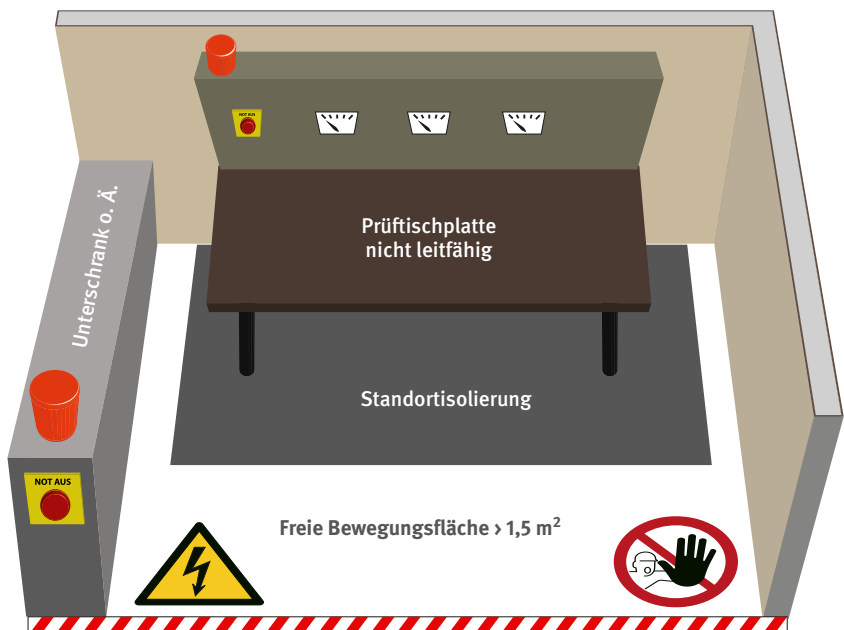 NOT AUS
Prüftischplatte
nicht leitfähig
Unterschrank o. Ä.
Standortisolierung
NOT AUS
Freie Bewegungsfläche > 1,5 m²